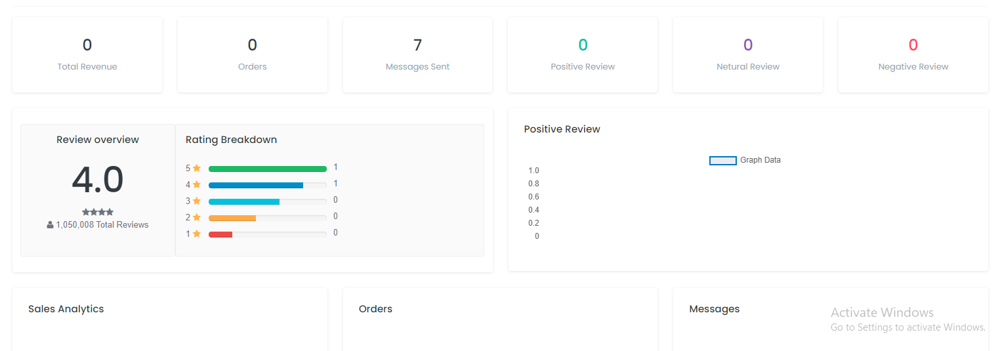 0
Total Revenue
0
Orders
7
Messages Sent
0
Positive Review
0
Netural Review
0
Negative Review
Review overview
4.0
1,050,008 Total Reviews
Rating Breakdown
5 1
4 1
3 0
2 0
1 0
Positive Review
Graph Data
1.0
0.8
0.6
0.4
0.2
0
Sales Analytics
Orders
Messages
Activate Windows
Go to Settings to activate Windows.